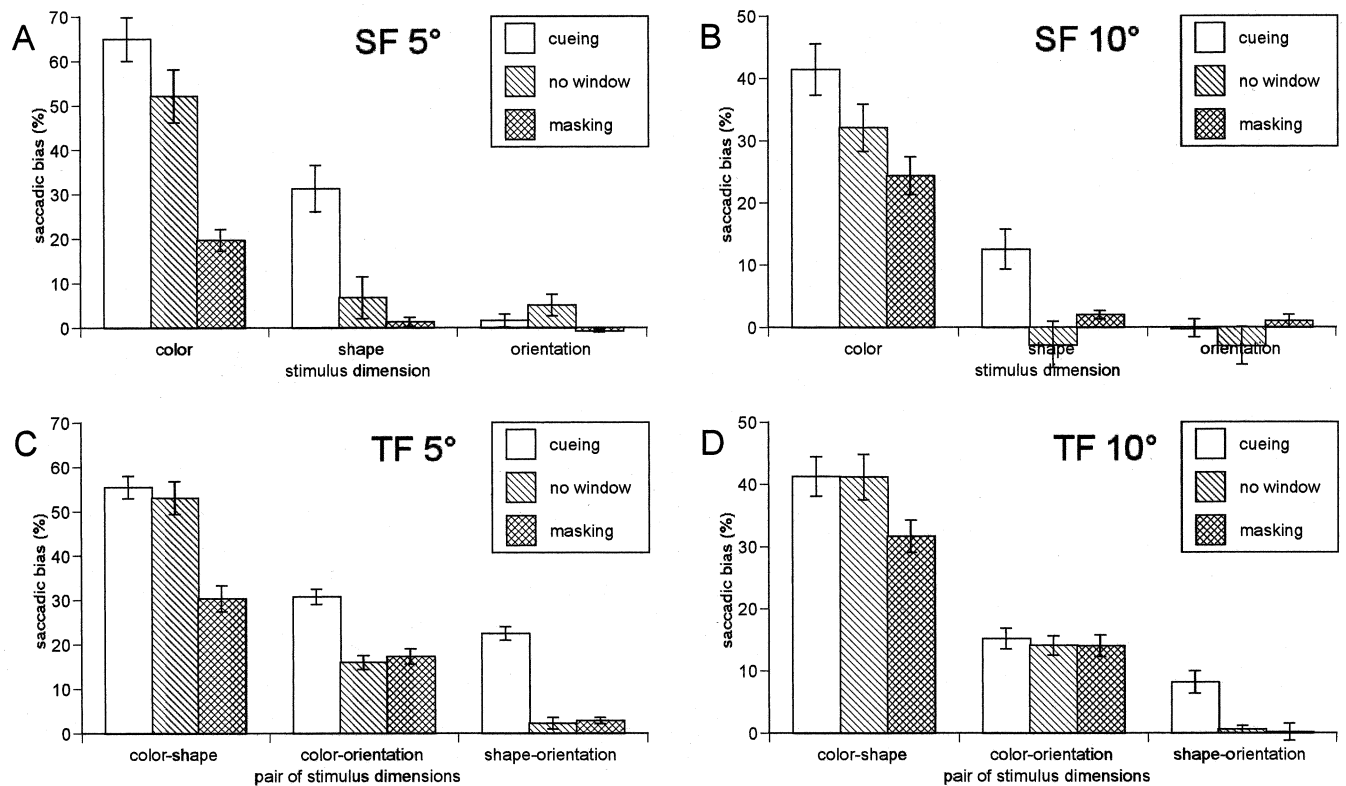 A
SF 5°
cueing
no window
masking
saccadic bias (%)
70
60
50
40
30
20
10
0
color
shape
orientation
stimulus dimension
B
SF 10°
cueing
no window
masking
saccadic bias (%)
50
40
30
20
10
0
color
shape
orientation
stimulus dimension
C
TF 5°
cueing
no window
masking
saccadic bias (%)
70
60
50
40
30
20
10
0
color-shape
color-orientation
shape-orientation
pair of stimulus dimensions
D
TF 10°
cueing
no window
masking
saccadic bias (%)
50
40
30
20
10
0
color-shape
color-orientation
shape-orientation
pair of stimulus dimensions